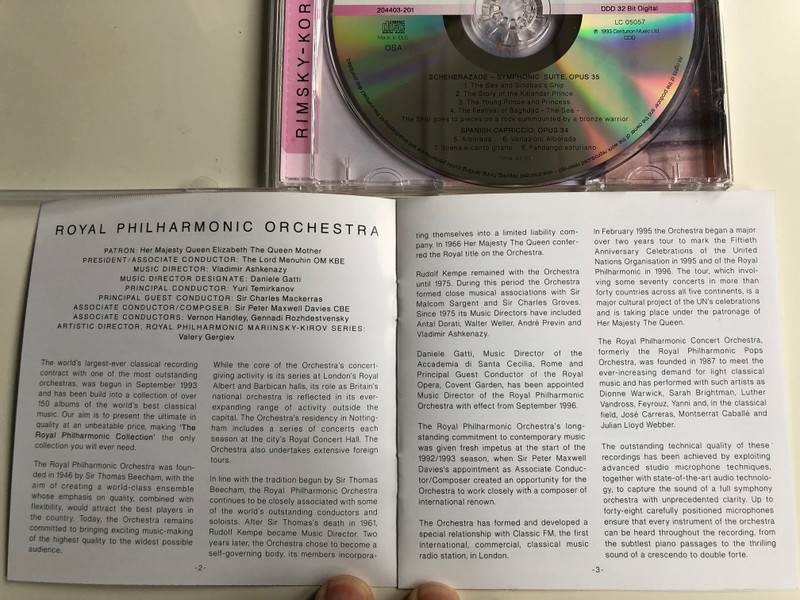 RIMSKY-KOR
204403-201
DDD 32 Bit Digital
LC 05057
℗ 1993 Centurion Music Ltd.
OSA
SCHEHERAZADE – SYMPHONIC SUITE, OPUS 35
1. The Sea and Sindbad's Ship
2. The Story of the Kalandar Prince
3. The Young Prince and Princess
4. The Festival of Baghdad – The Sea –
The Ship goes to pieces on a rock summounted by a bronze warrior
SPANISH CAPRICCIO, OPUS 34
5. Alborada 6. Variazioni Alborada
7. Scena e canto gitano 8. Fandango asturiano
ROYAL PHILHARMONIC ORCHESTRA
PATRON: Her Majesty Queen Elizabeth The Queen Mother
PRESIDENT/ASSOCIATE CONDUCTOR: The Lord Menuhin OM KBE
MUSIC DIRECTOR: Vladimir Ashkenazy
MUSIC DIRECTOR DESIGNATE: Daniele Gatti
PRINCIPAL CONDUCTOR: Yuri Temirkanov
PRINCIPAL GUEST CONDUCTOR: Sir Charles Mackerras
ASSOCIATE CONDUCTOR/COMPOSER: Sir Peter Maxwell Davies CBE
ASSOCIATE CONDUCTORS: Vernon Handley, Gennadi Rozhdestvensky
ARTISTIC DIRECTOR, ROYAL PHILHARMONIC MARIINSKY-KIROV SERIES:
Valery Gergiev
The world's largest-ever classical recording
contract with one of the most outstanding
orchestras, was begun in September 1993
and has been build into a collection of over
150 albums of the world's best classical
music. Our aim is to present the ultimate in
quality at an unbeatable price, making 'The
Royal Philharmonic Collection' the only
collection you will ever need.
The Royal Philharmonic Orchestra was foun-
ded in 1946 by Sir Thomas Beecham, with the
aim of creating a world-class ensemble
whose emphasis on quality, combined with
flexibility, would attract the best players in
the country. Today, the Orchestra remains
committed to bringing exciting music-making
of the highest quality to the widest possible
audience.
While the core of the Orchestra's concert-
giving activity is its series at London's Royal
Albert and Barbican halls, its role as Britain's
national orchestra is reflected in its ever-
expanding range of activity outside the
capital. The Orchestra's residency in Notting-
ham includes a series of concerts each
season at the city's Royal Concert Hall. The
Orchestra also undertakes extensive foreign
tours.
In line with the tradition begun by Sir Thomas
Beecham, the Royal Philharmonic Orchestra
continues to be closely associated with some
of the world's outstanding conductors and
soloists. After Sir Thomas's death in 1961,
Rudolf Kempe became Music Director. Two
years later, the Orchestra chose to become a
self-governing body, its members incorpora-
-2-
ting themselves into a limited liability com-
pany. In 1966 Her Majesty The Queen confer-
red the Royal title on the Orchestra.
Rudolf Kempe remained with the Orchestra
until 1975. During this period the Orchestra
formed close musical associations with Sir
Malcolm Sargent and Sir Charles Groves.
Since 1975 its Music Directors have included
Antal Dorati, Walter Weller, André Previn and
Vladimir Ashkenazy.
Daniele Gatti, Music Director of the
Accademia di Santa Cecilia, Rome and
Principal Guest Conductor of the Royal
Opera, Covent Garden, has been appointed
Music Director of the Royal Philharmonic
Orchestra with effect from September 1996.
The Royal Philharmonic Orchestra's long-
standing commitment to contemporary music
was given fresh impetus at the start of the
1992/1993 season, when Sir Peter Maxwell
Davies's appointment as Associate Conduc-
tor/Composer created an opportunity for the
Orchestra to work closely with a composer of
international renown.
The Orchestra has formed and developed a
special relationship with Classic FM, the first
international, commercial, classical music
radio station, in London.
In February 1995 the Orchestra began a major
over two years tour to mark the Fiftieth
Anniversary Celebrations of the United
Nations Organisation in 1995 and of the Royal
Philharmonic in 1996. The tour, which invol-
ving some seventy concerts in more than
forty countries across all five continents, is a
major cultural project of the UN's celebrations
and is taking place under the patronage of
Her Majesty The Queen.
The Royal Philharmonic Concert Orchestra,
formerly the Royal Philharmonic Pops
Orchestra, was founded in 1987 to meet the
ever-increasing demand for light classical
music and has performed with such artists as
Dionne Warwick, Sarah Brightman, Luther
Vandross, Feyrouz, Yanni and, in the classical
field, José Carreras, Montserrat Caballé and
Julian Lloyd Webber.
The outstanding technical quality of these
recordings has been achieved by exploiting
advanced studio microphone techniques,
together with state-of-the-art audio technolo-
gy, to capture the sound of a full symphony
orchestra with unprecedented clarity. Up to
forty-eight carefully positioned microphones
ensure that every instrument of the orchestra
can be heard throughout the recording, from
the subtlest piano passages to the thrilling
sound of a crescendo to double forte.
-3-